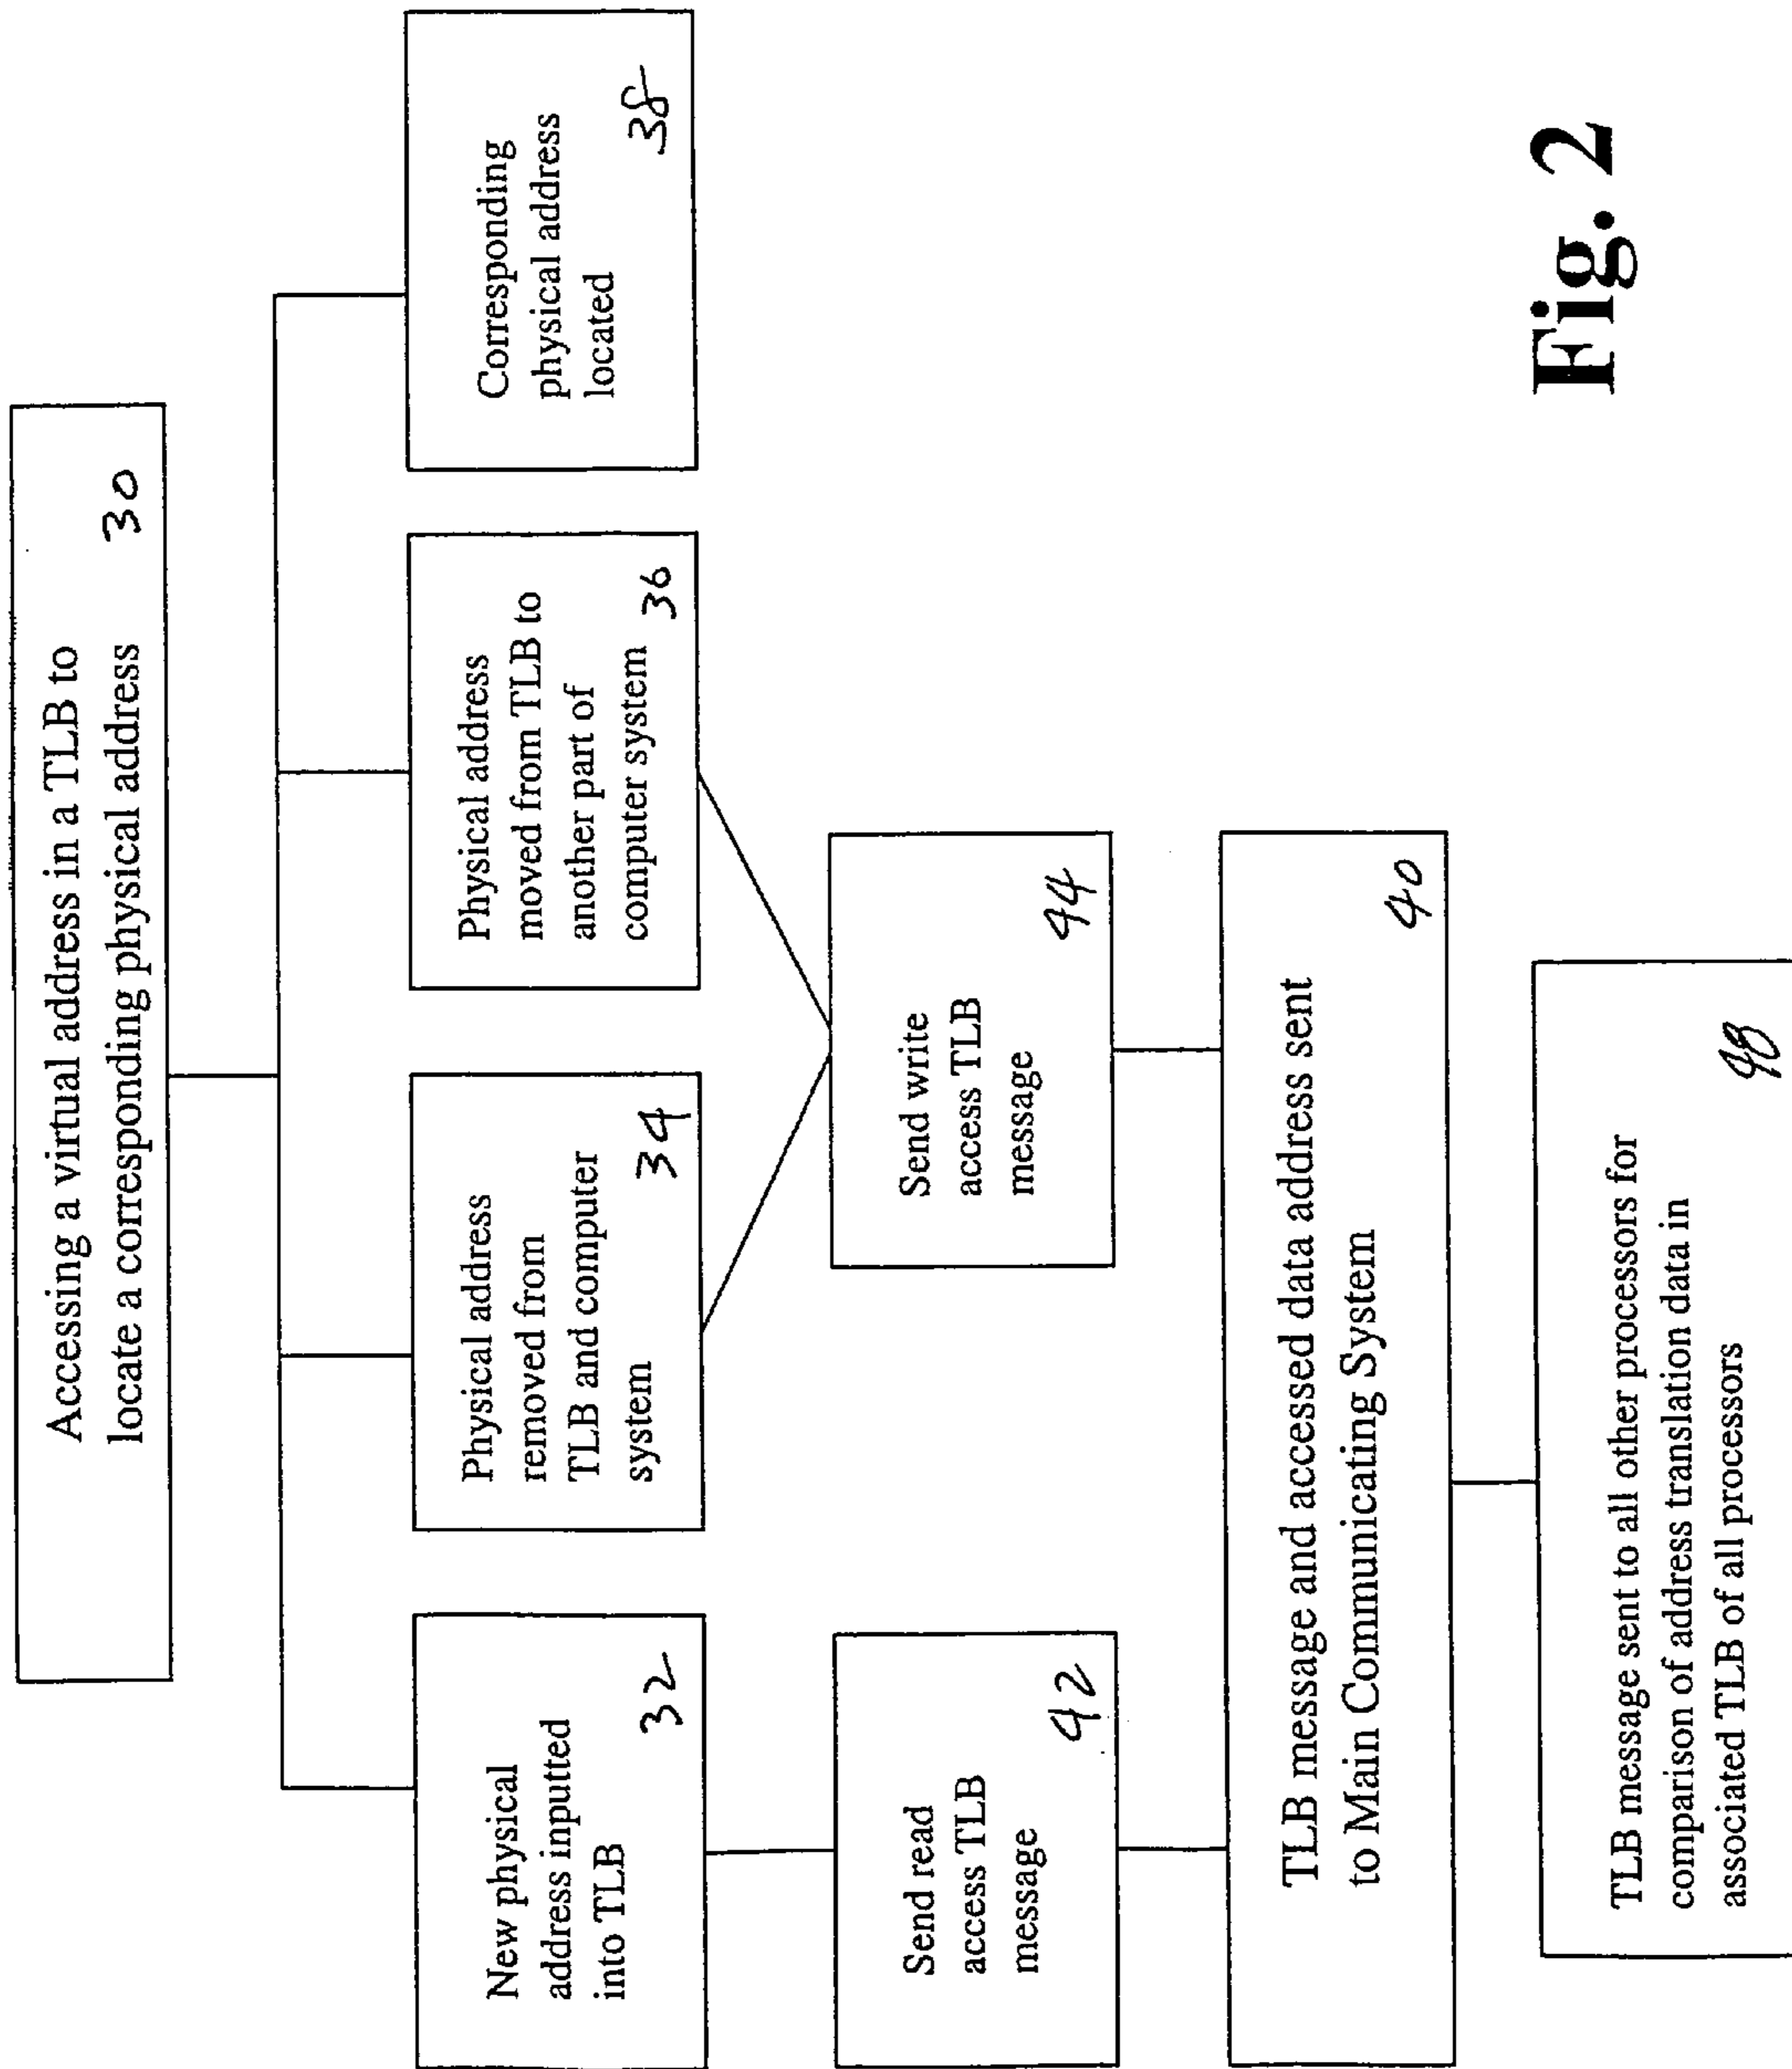 Accessing a virtual address in a TLB to
locate a corresponding physical address 30
New physical
address inputted
into TLB 32
Physical address
removed from
TLB and computer
system 34
Physical address
moved from TLB to
another part of
computer system 36
Corresponding
physical address
located 38
Send read
access TLB
message 42
Send write
access TLB
message 44
TLB message and accessed data address sent
to Main Communicating System 40
TLB message sent to all other processors for
comparison of address translation data in
associated TLB of all processors 48
Fig. 2